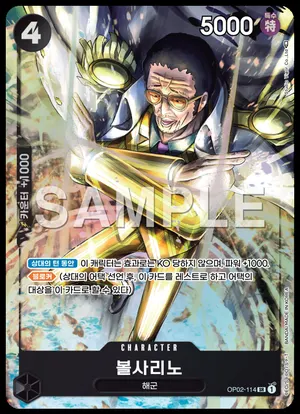 4
5000
특수
特
카운터 +1000
SAMPLE
상대의 턴 동안 이 캐릭터는 효과로는 KO 당하지 않으며, 파워 +1000.
블로커 (상대의 어택 선언 후, 이 카드를 레스트로 하고 어택의
대상을 이 카드로 할 수 있다)
CHARACTER
볼사리노
해군
OP02-114 SR 1